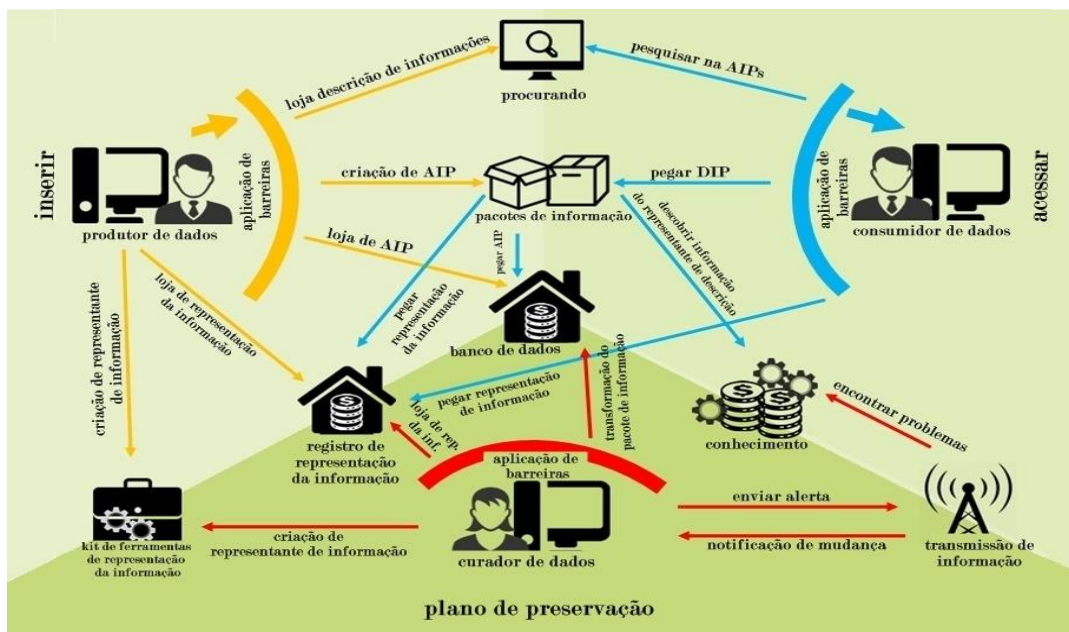 loja descrição de informações
procurando
pesquisar na AIPs
inserir
produtor de dados
aplicação de
barreiras
criação de AIP
pacotes de informação
pegar DIP
aplicação de
barreiras
consumidor de dados
acessar
loja de AIP
pegar AIP
descobrir informação
do representante de descrição
criação de representante
de informação
loja de representação
da informação
pegar
representação
da informação
banco de dados
pegar representação
de informação
transformação do
pacote de informação
registro de
representação
da informação
loja de rep.
da inf.
aplicação de
barreiras
conhecimento
encontrar problemas
kit de ferramentas
de representação
da informação
criação de
representante de informação
curador de dados
enviar alerta
notificação de mudança
transmissão de
informação
plano de preservação